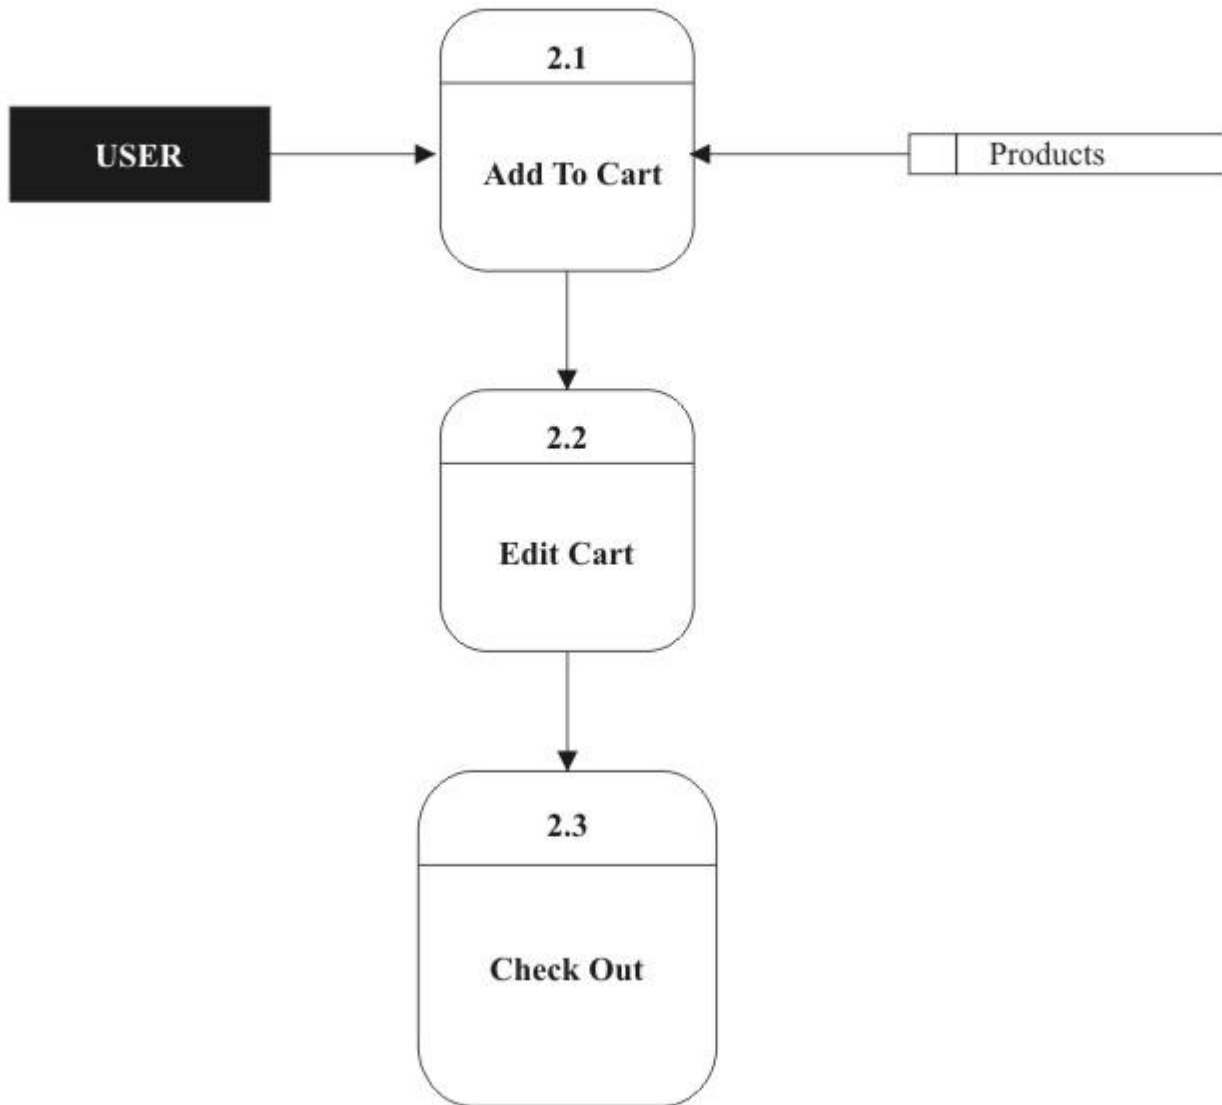 2.1
USER
Add To Cart
Products
2.2
Edit Cart
2.3
Check Out